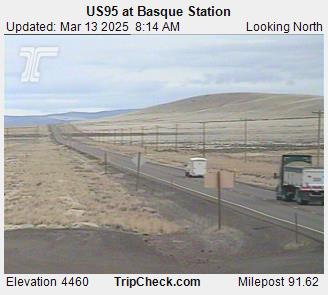 US95 at Basque Station
Updated: Mar 13 2025 8:14 AM Looking North
Elevation 4460 TripCheck.com Milepost 91.62